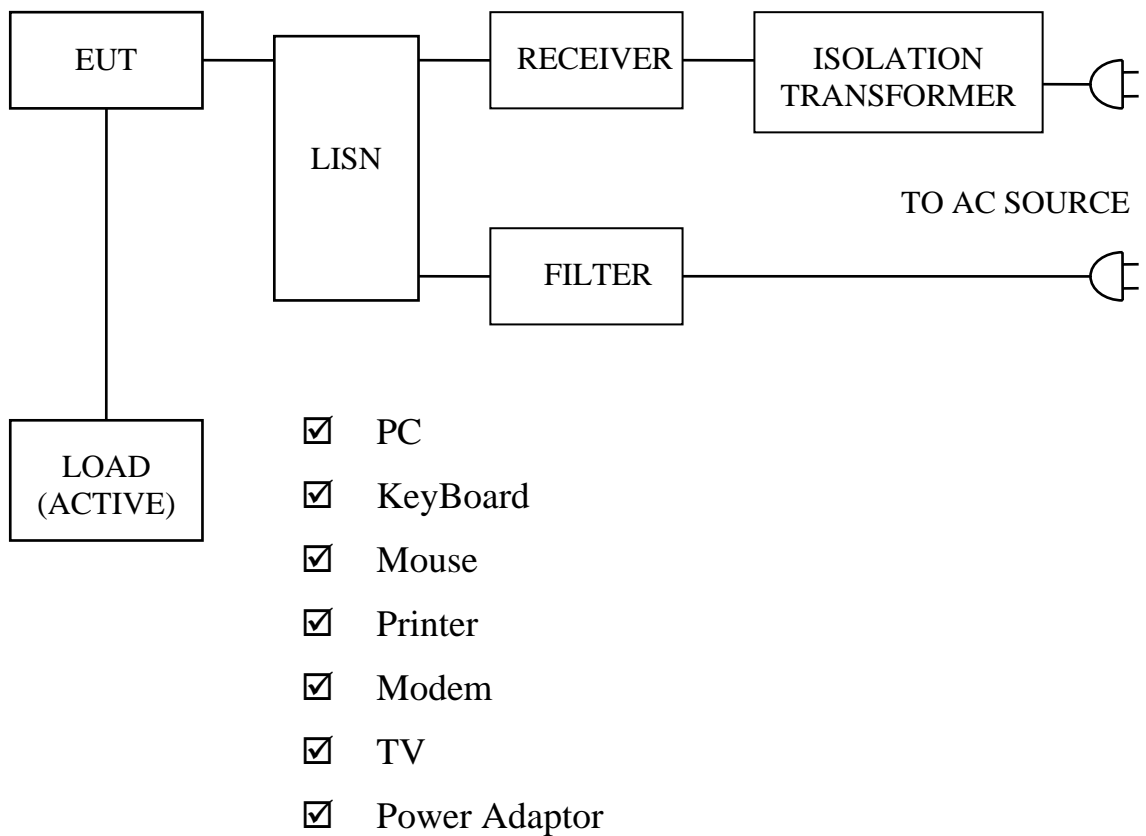 EUT
LISN
RECEIVER
ISOLATION
TRANSFORMER
TO AC SOURCE
FILTER
LOAD
(ACTIVE)
☑ PC
☑ KeyBoard
☑ Mouse
☑ Printer
☑ Modem
☑ TV
☑ Power Adaptor